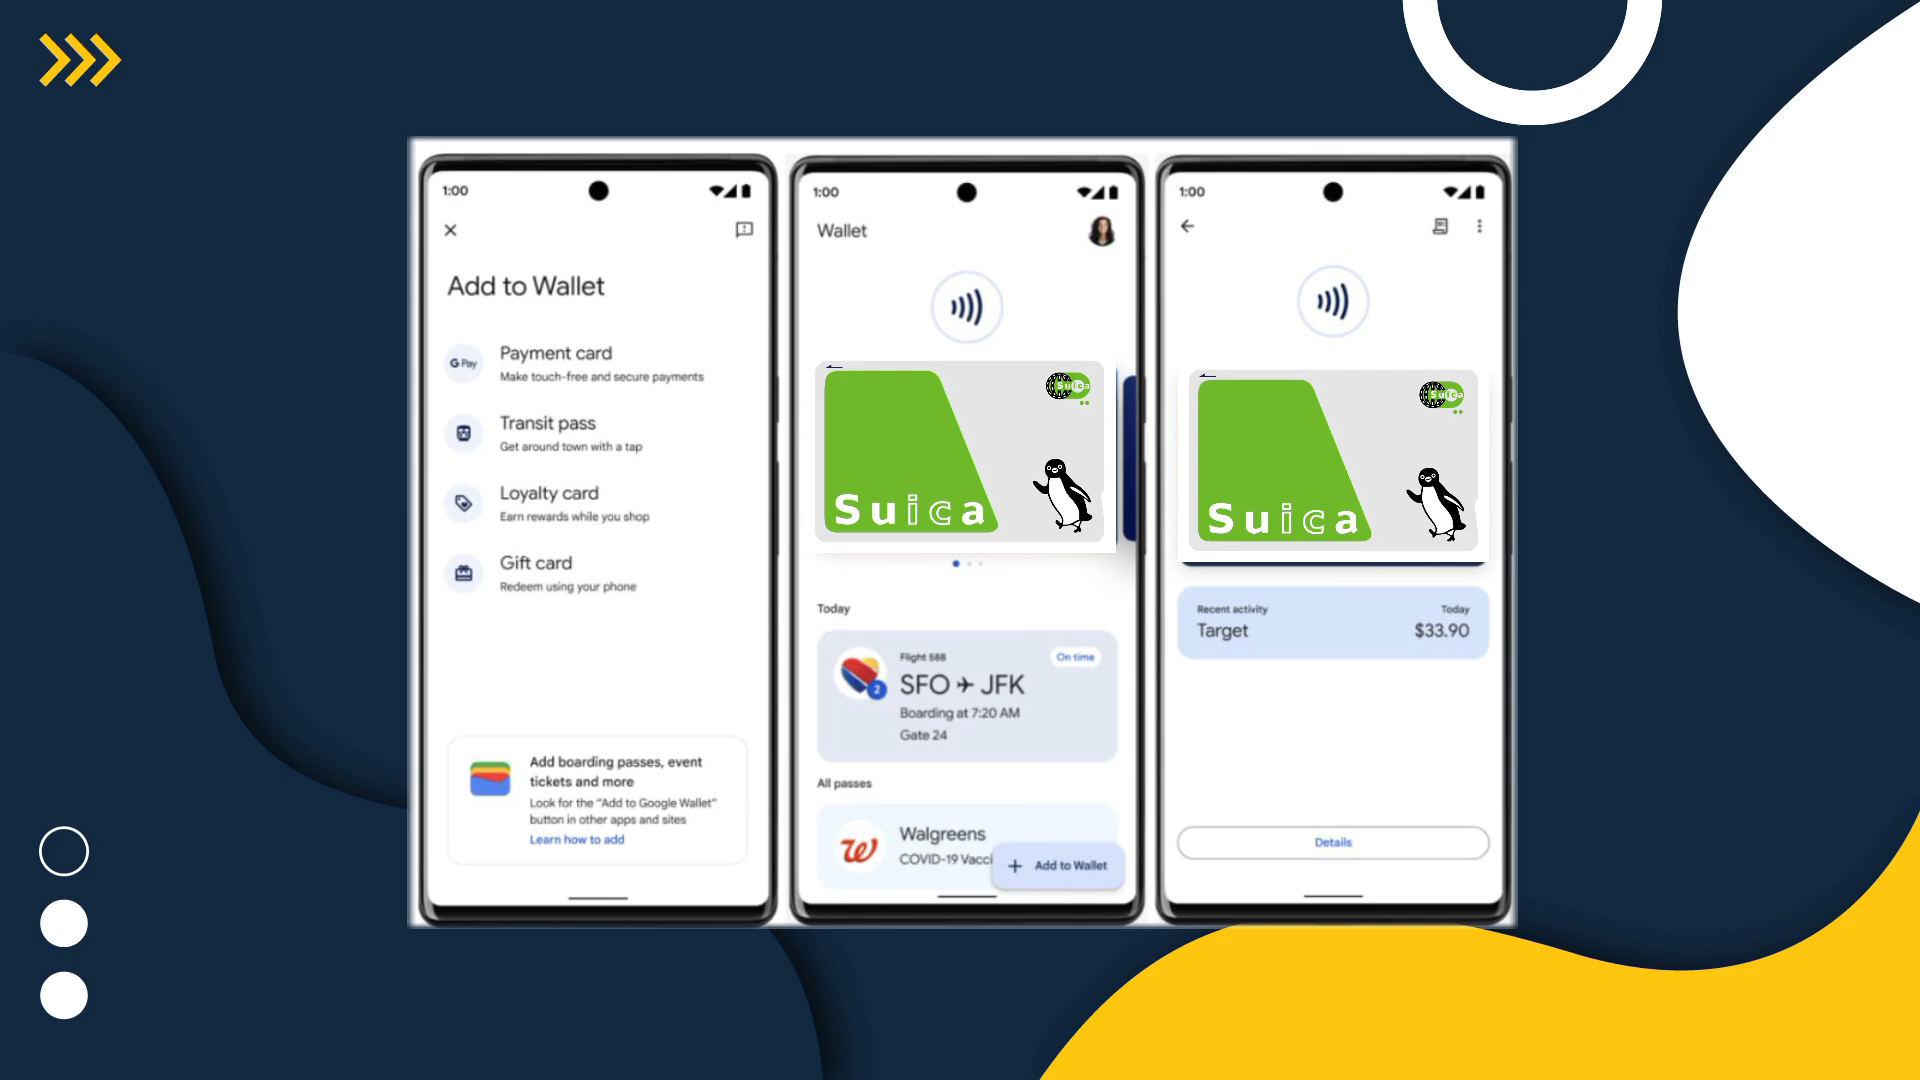 1:00
Add to Wallet
G Pay
Payment card
Make touch-free and secure payments
Transit pass
Get around town with a tap
Loyalty card
Earn rewards while you shop
Gift card
Redeem using your phone
Add boarding passes, event
tickets and more
Look for the “Add to Google Wallet”
button in other apps and sites
Learn how to add
1:00
Wallet
Suica
Suica
Today
Flight 588
On time
2
SFO ✈ JFK
Boarding at 7:20 AM
Gate 24
All passes
Walgreens
COVID-19 Vacci
+ Add to Wallet
1:00
Suica
Suica
Recent activity
Today
Target
$33.90
Details